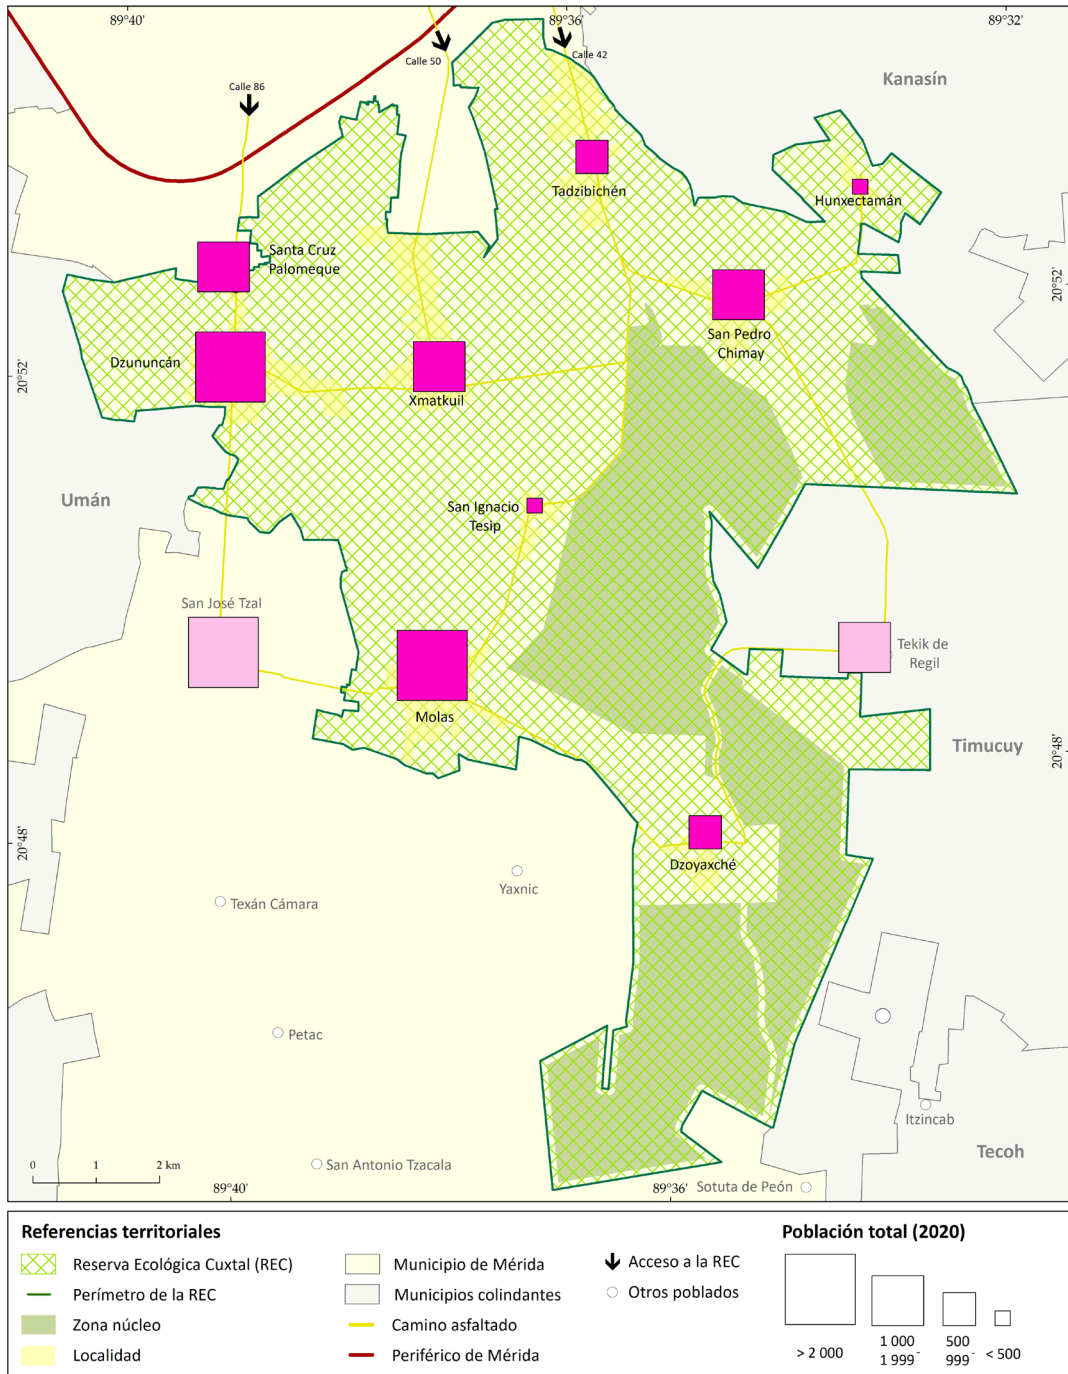 89°40'
89°36'
89°32'
Calle 50
Calle 42
Kanasín
Calle 86
Tadzibichén
Hunxectamán
Santa Cruz
Palomeque
20°52'
San Pedro
Chimay
Dzununcán
20°52'
Xmatkuil
Umán
San Ignacio
Tesip
San José Tzal
Tekik de
Regil
Molas
Timucuy
20°48'
20°48'
Dzoyaxché
Yaxnic
Texán Cámara
Petac
Itzincab
Tecoh
San Antonio Tzacala
0 1 2 km
Sotuta de Peón
89°40'
89°36'
Referencias territoriales
Reserva Ecológica Cuxtal (REC)
Perímetro de la REC
Zona núcleo
Localidad
Municipio de Mérida
Municipios colindantes
Camino asfaltado
Periférico de Mérida
Acceso a la REC
Otros poblados
Población total (2020)
> 2 000
1 000 -
1 999
500 -
999
< 500